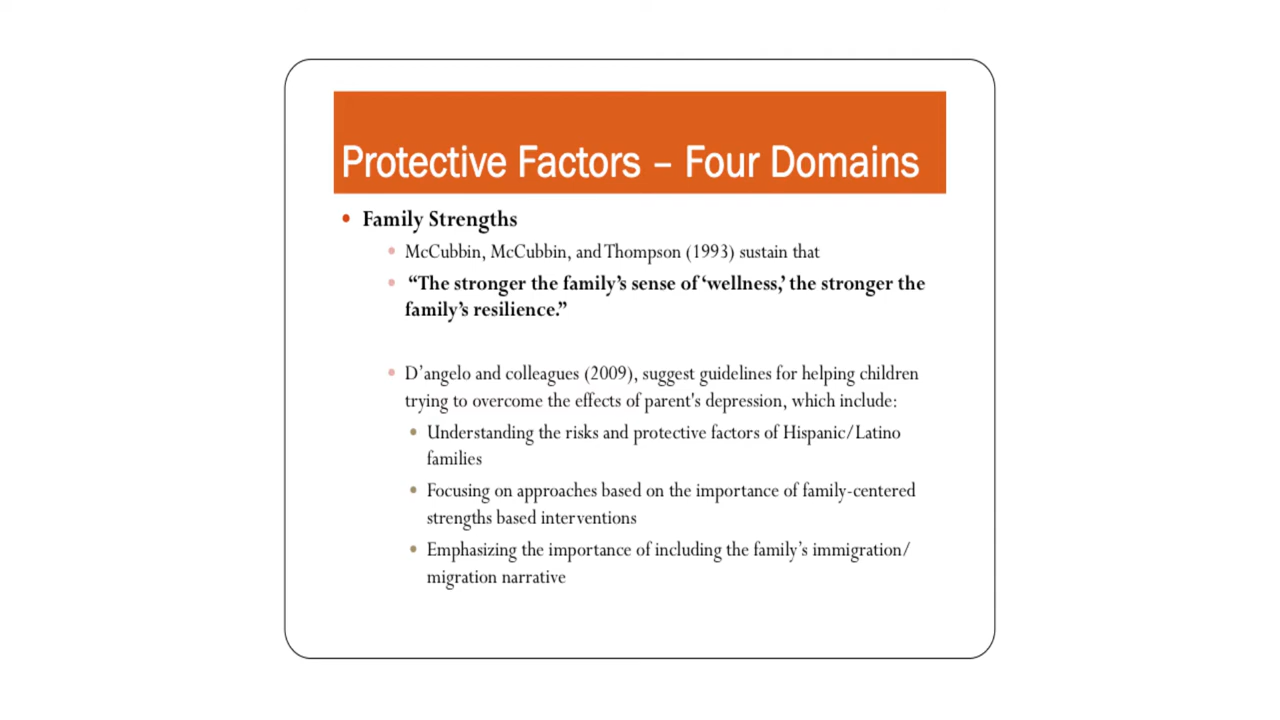 Protective Factors – Four Domains
• Family Strengths
• McCubbin, McCubbin, and Thompson (1993) sustain that
• “The stronger the family’s sense of ‘wellness,’ the stronger the
family’s resilience.”
• D’angelo and colleagues (2009), suggest guidelines for helping children
trying to overcome the effects of parent's depression, which include:
• Understanding the risks and protective factors of Hispanic/Latino
families
• Focusing on approaches based on the importance of family-centered
strengths based interventions
• Emphasizing the importance of including the family’s immigration/
migration narrative